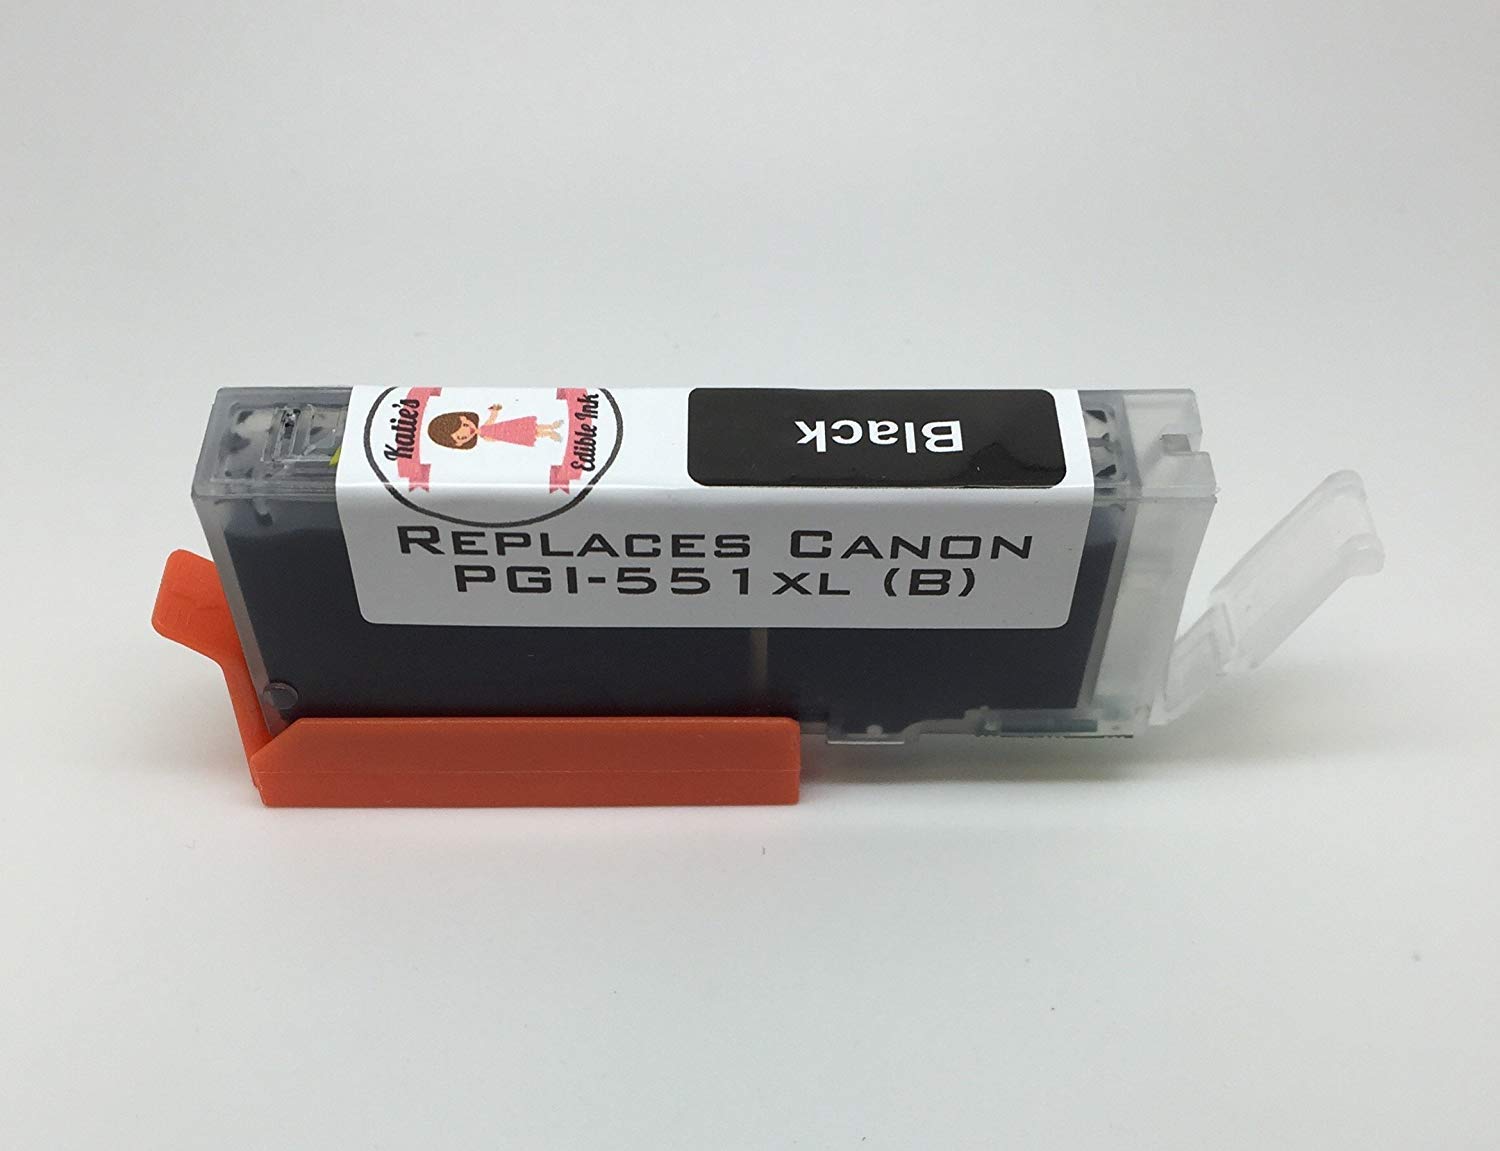 Katie's
Edible Ink
Black
REPLACES CANON
PGI-551XL (B)